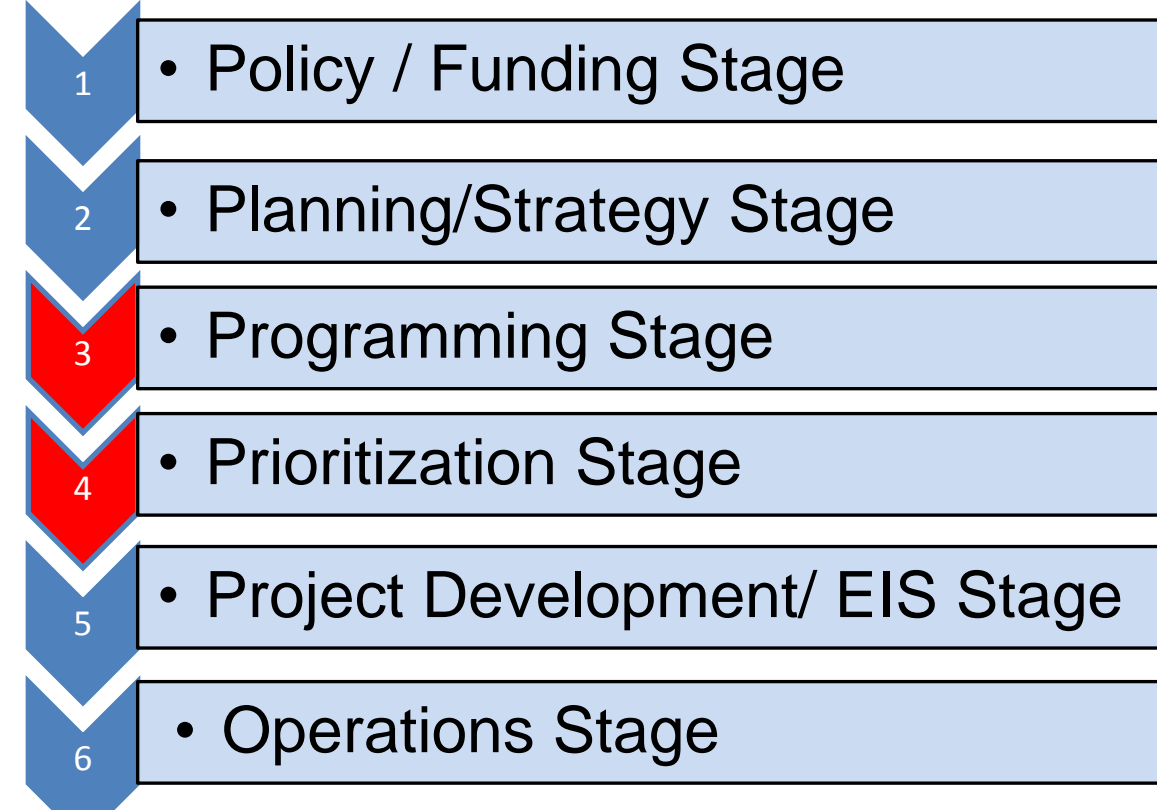 1 • Policy / Funding Stage
2 • Planning/Strategy Stage
3 • Programming Stage
4 • Prioritization Stage
5 • Project Development/ EIS Stage
6 • Operations Stage